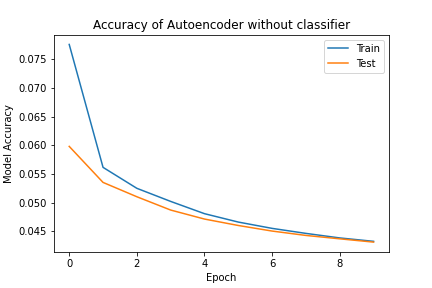 Accuracy of Autoencoder without classifier
Train
Test
Model Accuracy
0.075
0.070
0.065
0.060
0.055
0.050
0.045
0 2 4 6 8
Epoch